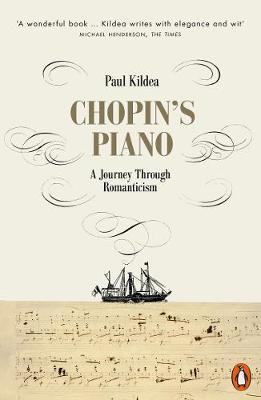 ‘A wonderful book ... Kildea writes with elegance and wit’
MICHAEL HENDERSON, THE TIMES
Paul Kildea
CHOPIN'S
PIANO
A Journey Through
Romanticism